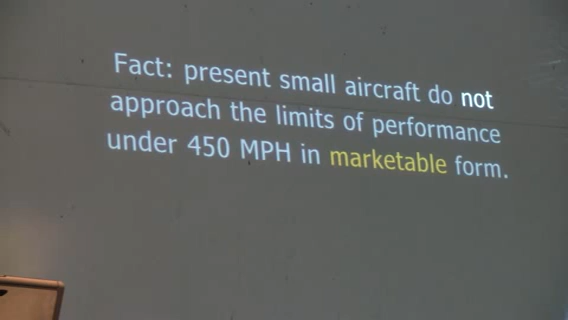 Fact: present small aircraft do not
approach the limits of performance
under 450 MPH in marketable form.